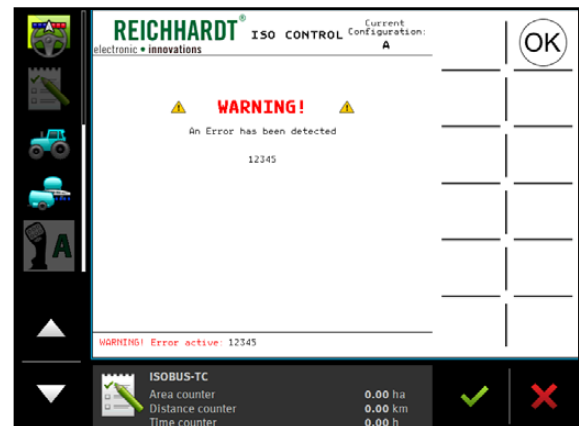 REICHHARDT®
electronic • innovations
ISO CONTROL
Current
Configuration:
A
OK
WARNING!
An Error has been detected
12345
A
WARNING! Error active: 12345
ISOBUS-TC
Area counter 0.00 ha
Distance counter 0.00 km
Time counter 0.00 h